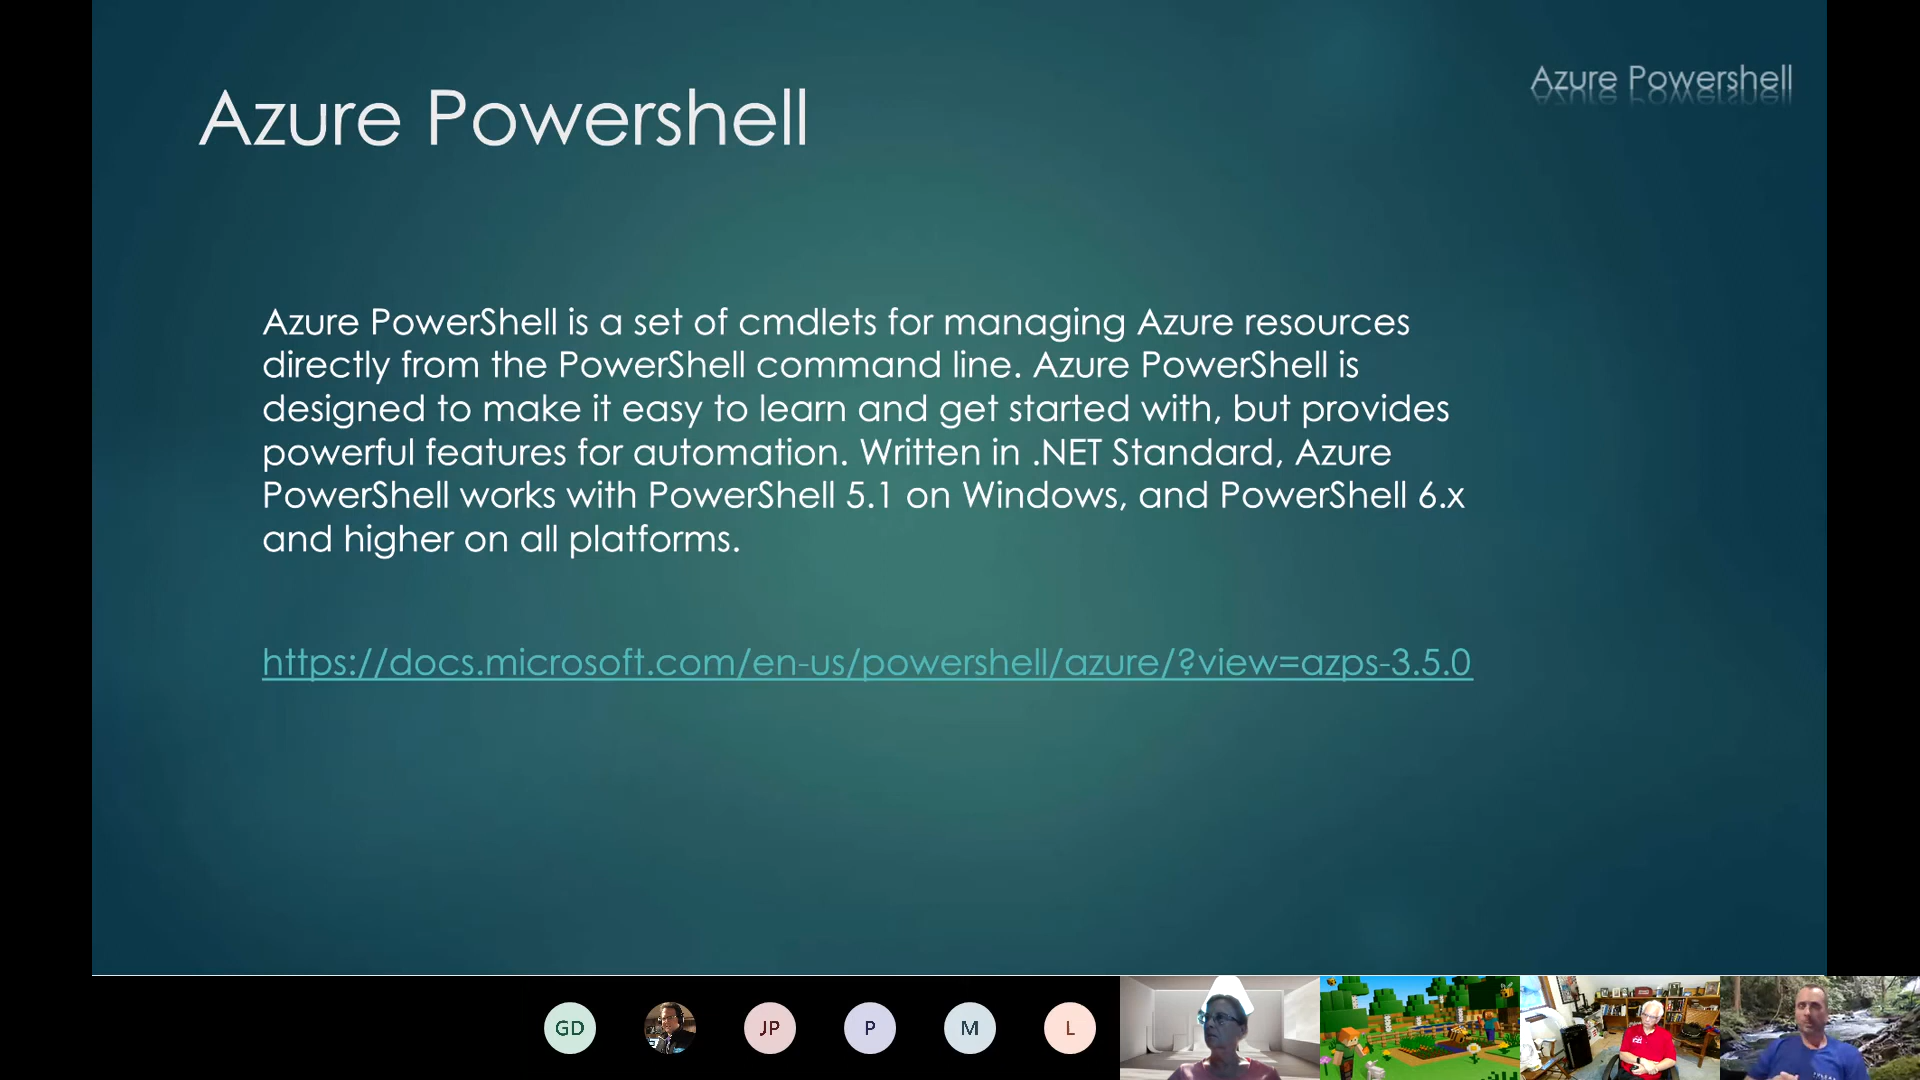 Azure Powershell
Azure Powershell
Azure PowerShell is a set of cmdlets for managing Azure resources
directly from the PowerShell command line. Azure PowerShell is
designed to make it easy to learn and get started with, but provides
powerful features for automation. Written in .NET Standard, Azure
PowerShell works with PowerShell 5.1 on Windows, and PowerShell 6.x
and higher on all platforms.
https://docs.microsoft.com/en-us/powershell/azure/?view=azps-3.5.0
GD
JP
P
M
L